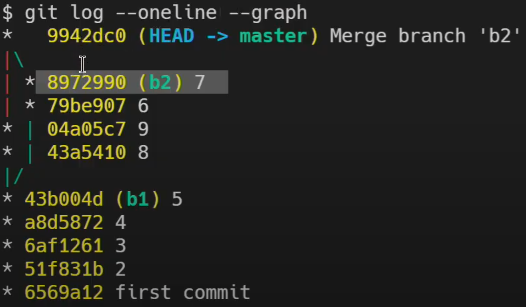 $ git log --oneline --graph
*   9942dc0 (HEAD -> master) Merge branch 'b2'
|\
| * 8972990 (b2) 7
| * 79be907 6
* | 04a05c7 9
* | 43a5410 8
|/
* 43b004d (b1) 5
* a8d5872 4
* 6af1261 3
* 51f831b 2
* 6569a12 first commit